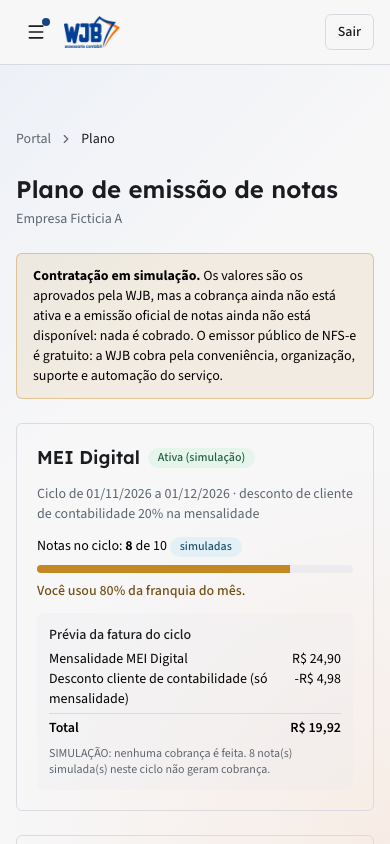 WJB
assessoria contábil
Sair
Portal > Plano
Plano de emissão de notas
Empresa Ficticia A
Contratação em simulação. Os valores são os
aprovados pela WJB, mas a cobrança ainda não está
ativa e a emissão oficial de notas ainda não está
disponível: nada é cobrado. O emissor público de NFS-e
é gratuito: a WJB cobra pela conveniência, organização,
suporte e automação do serviço.
MEI Digital Ativa (simulação)
Ciclo de 01/11/2026 a 01/12/2026 · desconto de cliente
de contabilidade 20% na mensalidade
Notas no ciclo: 8 de 10 simuladas
Você usou 80% da franquia do mês.
Prévia da fatura do ciclo
Mensalidade MEI Digital R$ 24,90
Desconto cliente de contabilidade (só -R$ 4,98
mensalidade)
Total R$ 19,92
SIMULAÇÃO: nenhuma cobrança é feita. 8 nota(s)
simulada(s) neste ciclo não geram cobrança.